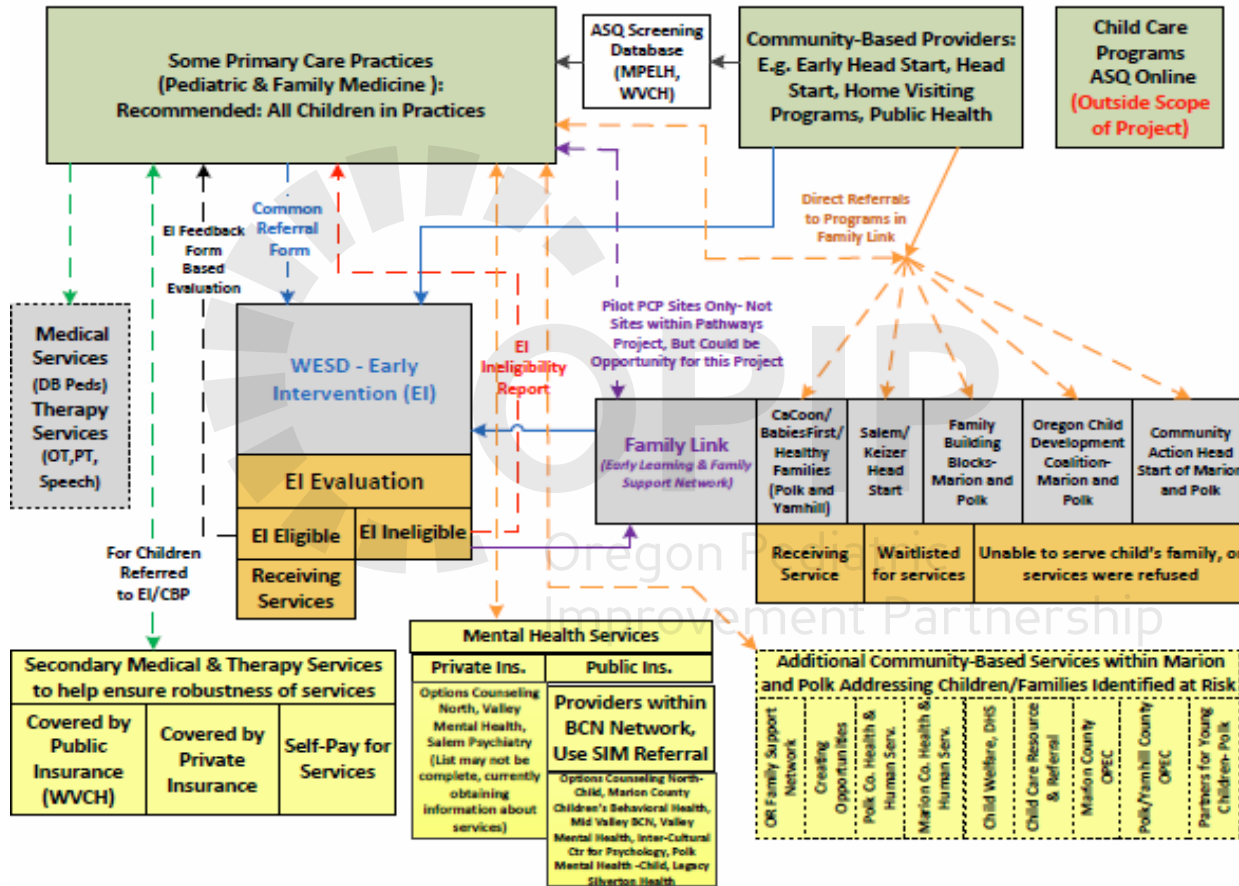 Some Primary Care Practices
(Pediatric & Family Medicine ):
Recommended: All Children in Practices
ASQ Screening
Database
(MPELH,
WVCH)
Community-Based Providers:
E.g. Early Head Start, Head
Start, Home Visiting
Programs, Public Health
Child Care
Programs
ASQ Online
(Outside Scope
of Project)
EI Feedback
Form
Based
Evaluation
Common
Referral
Form
Direct Referrals
to Programs in
Family Link
Pilot PCP Sites Only- Not
Sites within Pathways
Project, But Could be
Opportunity for this Project
EI
Ineligibility
Report
Medical
Services
(DB Peds)
Therapy
Services
(OT,PT,
Speech)
WESD - Early
Intervention (EI)
EI Evaluation
EI Eligible
EI Ineligible
Receiving
Services
Family Link
(Early Learning & Family
Support Network)
CaCoon/
BabiesFirst/
Healthy
Families
(Polk and
Yamhill)
Salem/
Keizer Head
Start
Family
Building
Blocks-
Marion and
Polk
Oregon Child
Development
Coalition-
Marion and
Polk
Community
Action Head
Start of Marion
and Polk
Receiving
Service
Waitlisted
for services
Unable to serve child's family, or
services were refused
For Children
Referred
to EI/CBP
OPIP
Oregon Pediatric
Improvement Partnership
Secondary Medical & Therapy Services
to help ensure robustness of services
Covered by
Public
Insurance
(WVCH)
Covered by
Private
Insurance
Self-Pay for
Services
Mental Health Services
Private Ins.
Public Ins.
Options Counseling
North, Valley
Mental Health,
Salem Psychiatry
(List may not be
complete, currently
obtaining
information about
services)
Providers within
BCN Network,
Use SIM Referral
Options Counseling North-
Child, Marion County
Children's Behavioral Health,
Mid Valley BCN, Valley
Mental Health, Inter-Cultural
Ctr for Psychology, Polk
Mental Health -Child, Legacy
Silverton Health
Additional Community-Based Services within Marion
and Polk Addressing Children/Families Identified at Risk
OR Family Support
Network
Creating
Opportunities
Polk Co. Health &
Human Serv.
Marion Co. Health &
Human Serv.
Child Welfare, DHS
Child Care Resource
& Referral
Marion County
OPEC
Polk/Yamhill County
OPEC
Partners for Young
Children- Polk